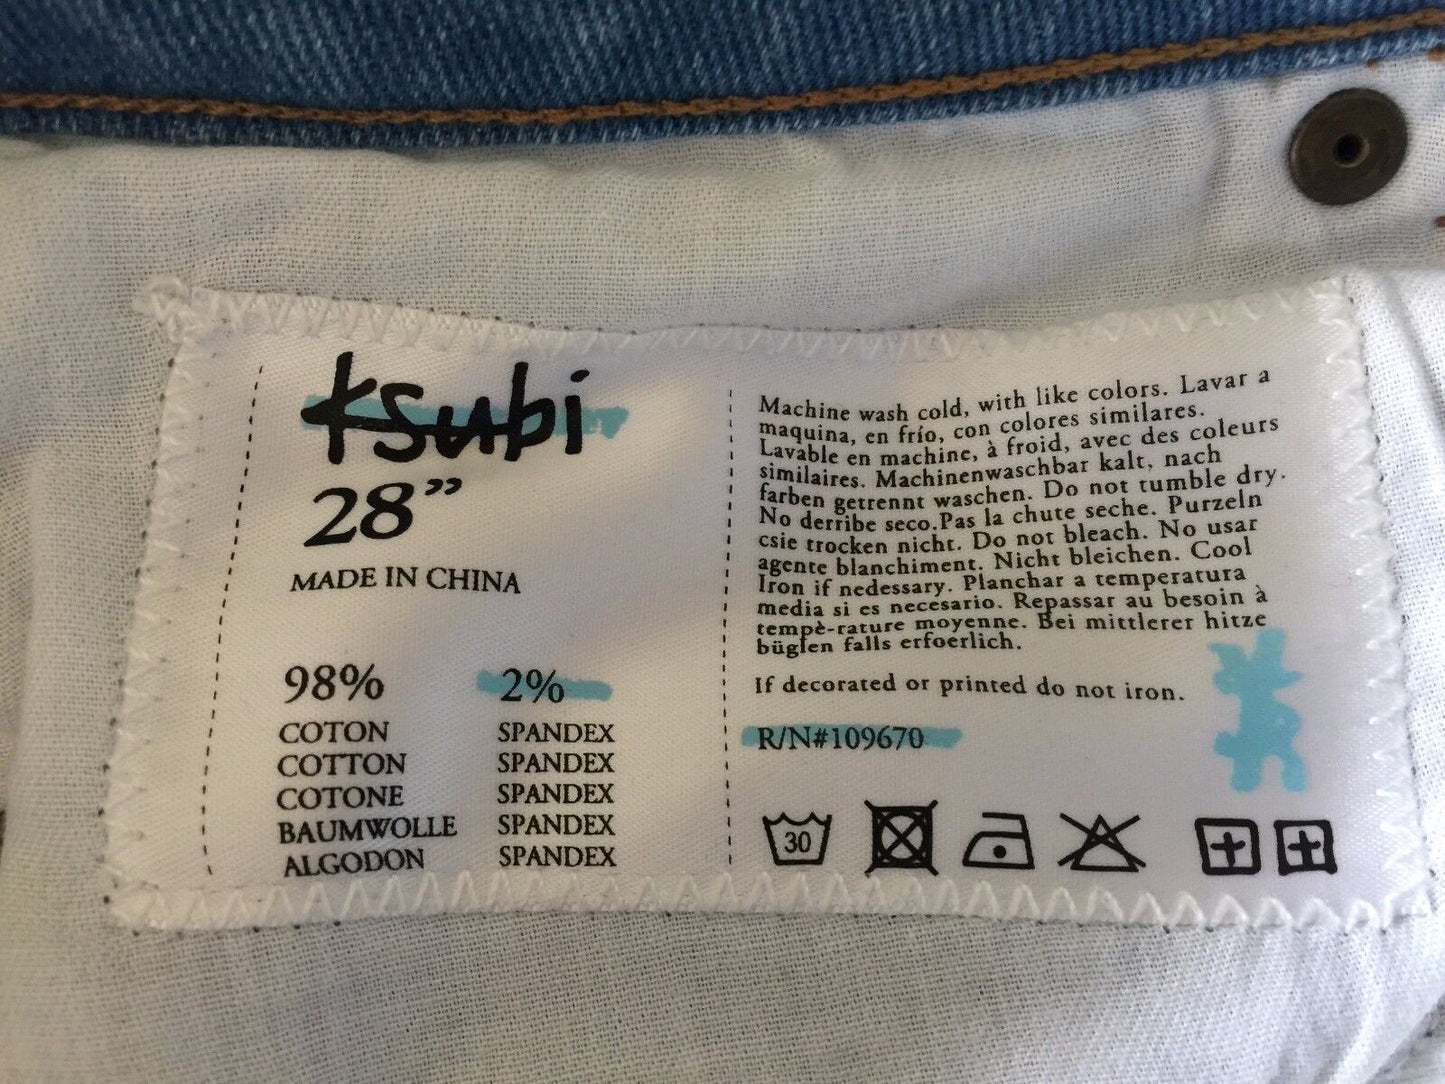 ksubi
28”
MADE IN CHINA
98%
COTON
COTTON
COTONE
BAUMWOLLE
ALGODON
2%
SPANDEX
SPANDEX
SPANDEX
SPANDEX
SPANDEX
Machine wash cold, with like colors. Lavar a
maquina, en frío, con colores similares.
Lavable en machine, à froid, avec des coleurs
similaires. Machinenwaschbar kalt, nach
farben getrennt waschen. Do not tumble dry.
No derribe seco.Pas la chute seche. Purzeln
csie trocken nicht. Do not bleach. No usar
agente blanchiment. Nicht bleichen. Cool
Iron if nedessary. Planchar a temperatura
media si es necesario. Repassar au besoin à
tempè-rature moyenne. Bei mittlerer hitze
büglen falls erfoerlich.
If decorated or printed do not iron.
R/N#109670
30